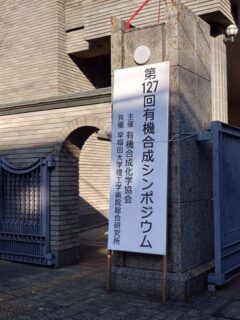 第127回有機合成シンポジウム
主催 有機合成化学協会
共催 早稲田大学理工学術院総合研究所